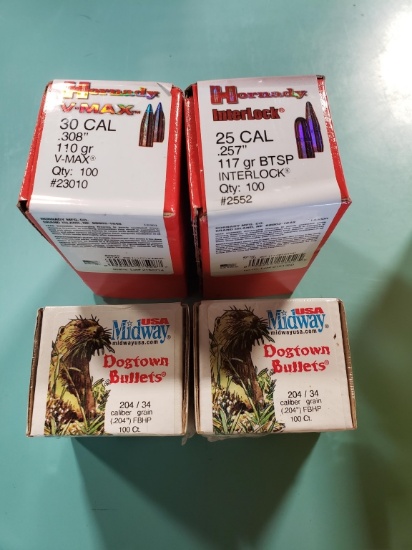 Hornady
V-MAX™
30 CAL
.308"
110 gr
V-MAX®
Qty: 100
#23010
Hornady
InterLock®
25 CAL
.257"
117 gr BTSP
INTERLOCK®
Qty: 100
#2552
USA
Midway
midwayusa.com
Dogtown
Bullets®
204 / 34
caliber grain
(.204") FBHP
100 Ct.
USA
Midway
midwayusa.com
Dogtown
Bullets®
204 / 34
caliber grain
(.204") FBHP
100 Ct.